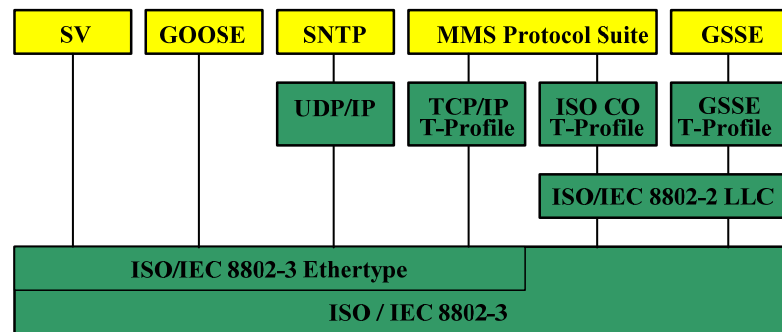 SV
GOOSE
SNTP
MMS Protocol Suite
GSSE
UDP/IP
TCP/IP
T-Profile
ISO CO
T-Profile
GSSE
T-Profile
ISO/IEC 8802-2 LLC
ISO/IEC 8802-3 Ethertype
ISO / IEC 8802-3